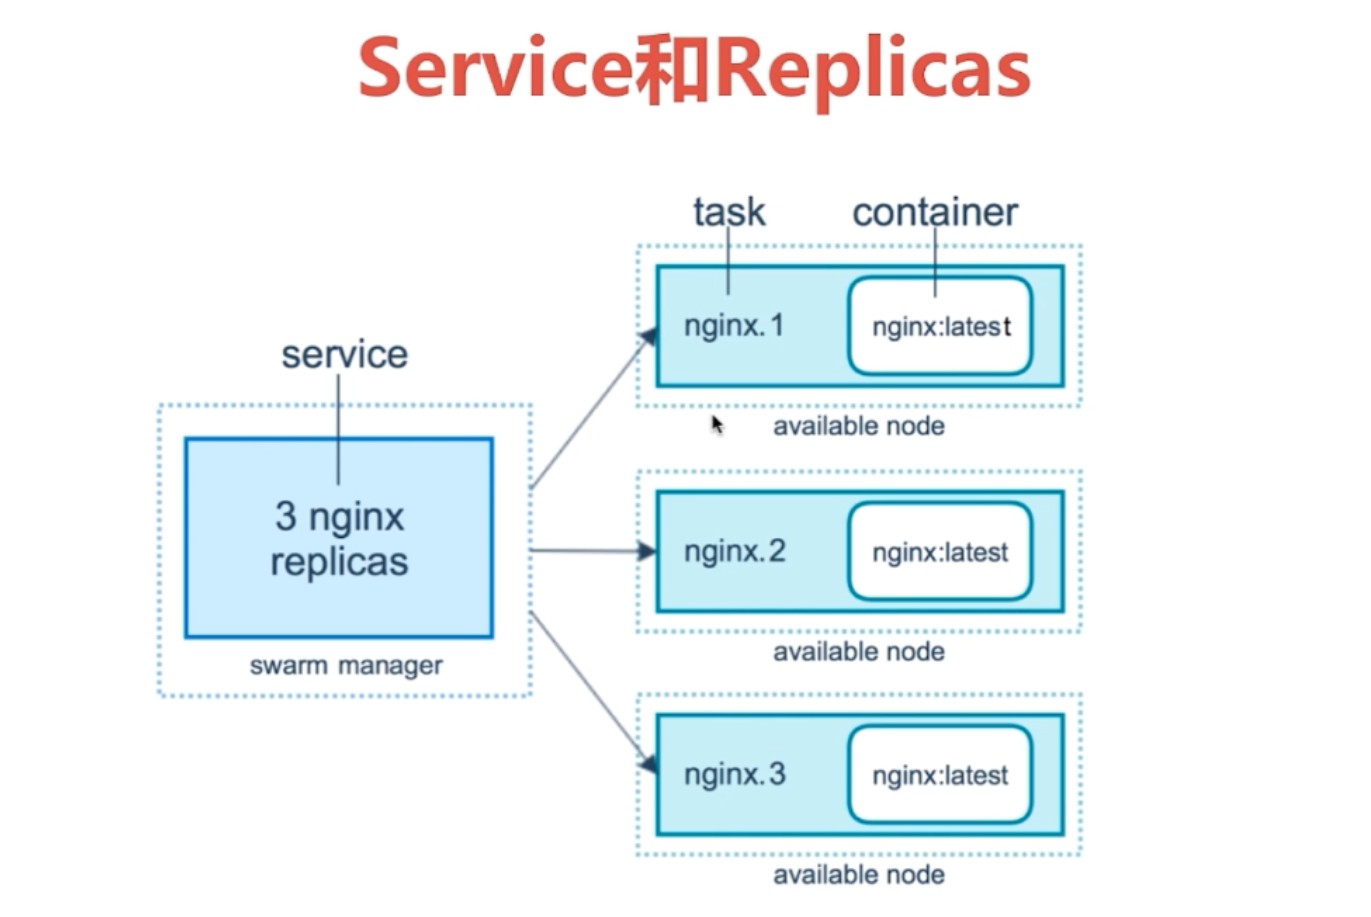 Service和Replicas
task
container
service
nginx.1
nginx:latest
available node
3 nginx
replicas
swarm manager
nginx.2
nginx:latest
available node
nginx.3
nginx:latest
available node